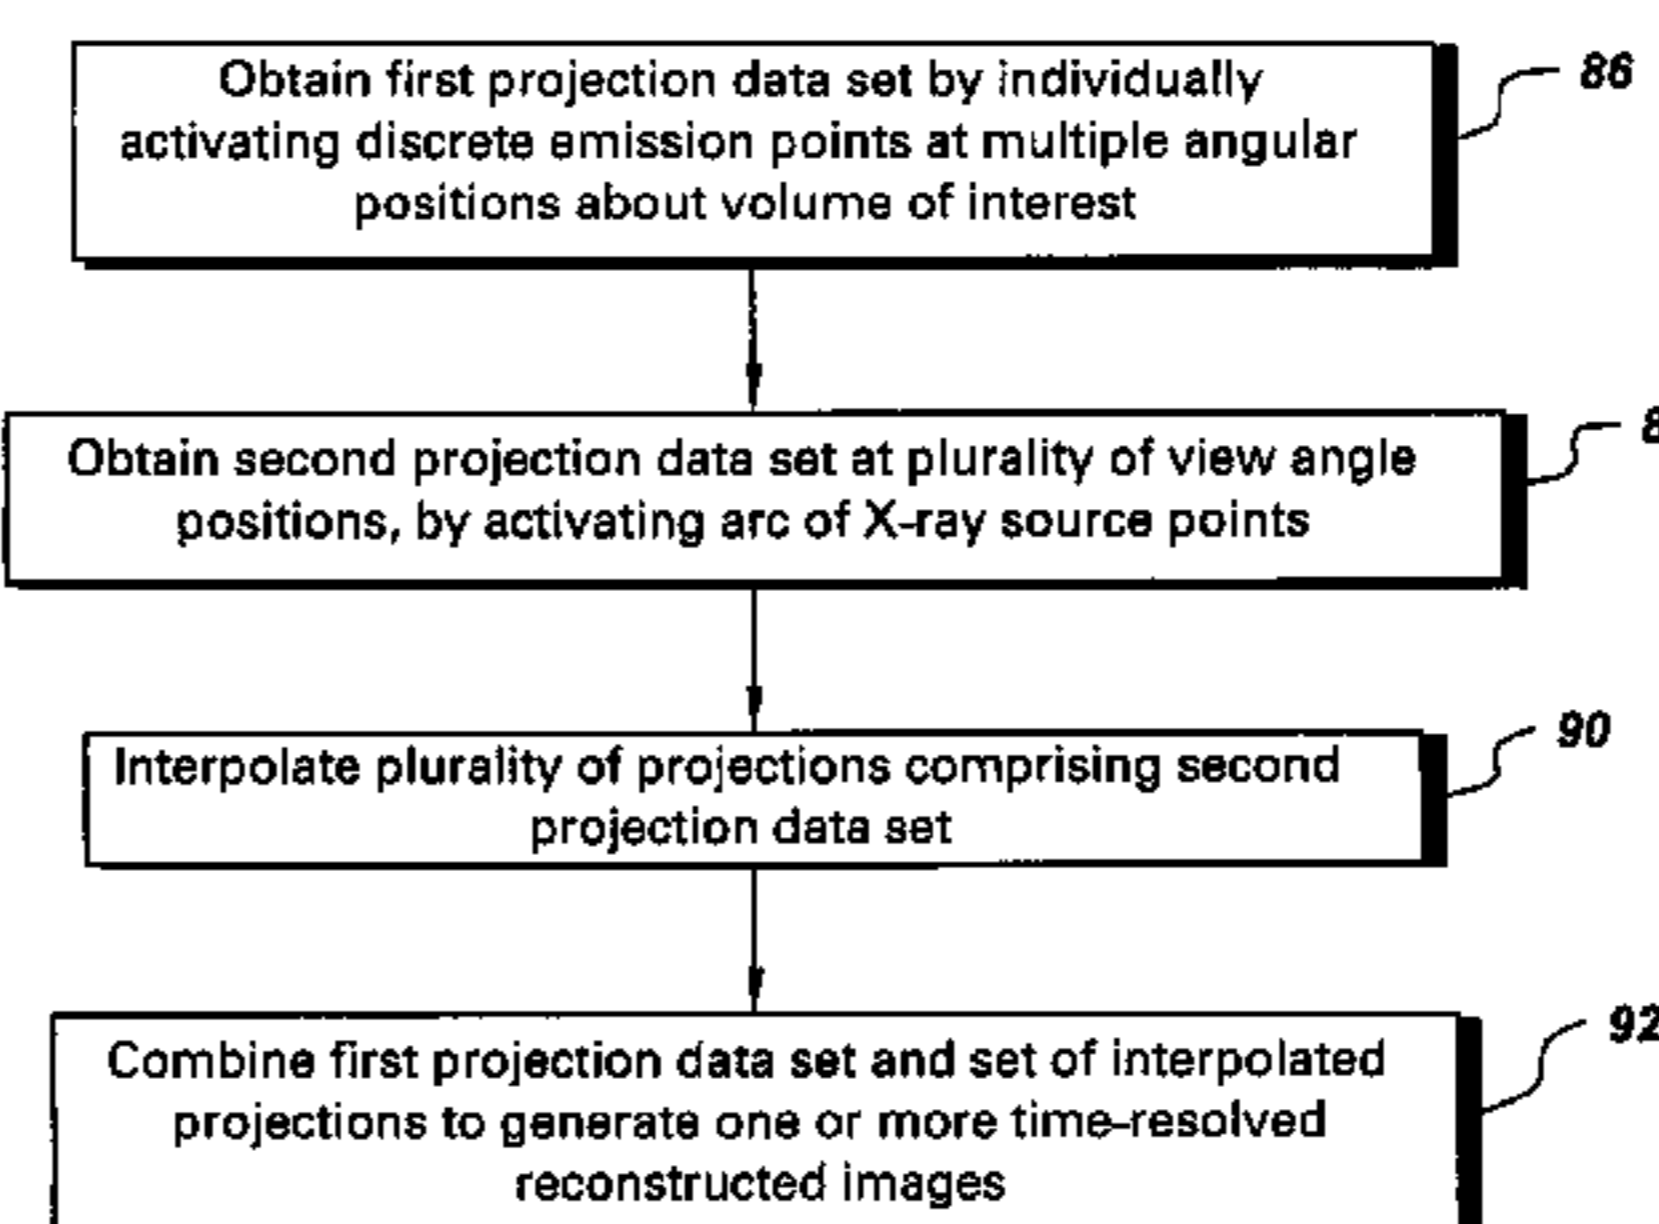 Obtain first projection data set by individually
activating discrete emission points at multiple angular
positions about volume of interest
86
Obtain second projection data set at plurality of view angle
positions, by activating arc of X-ray source points
Interpolate plurality of projections comprising second
projection data set
90
Combine first projection data set and set of interpolated
projections to generate one or more time-resolved
reconstructed images
92